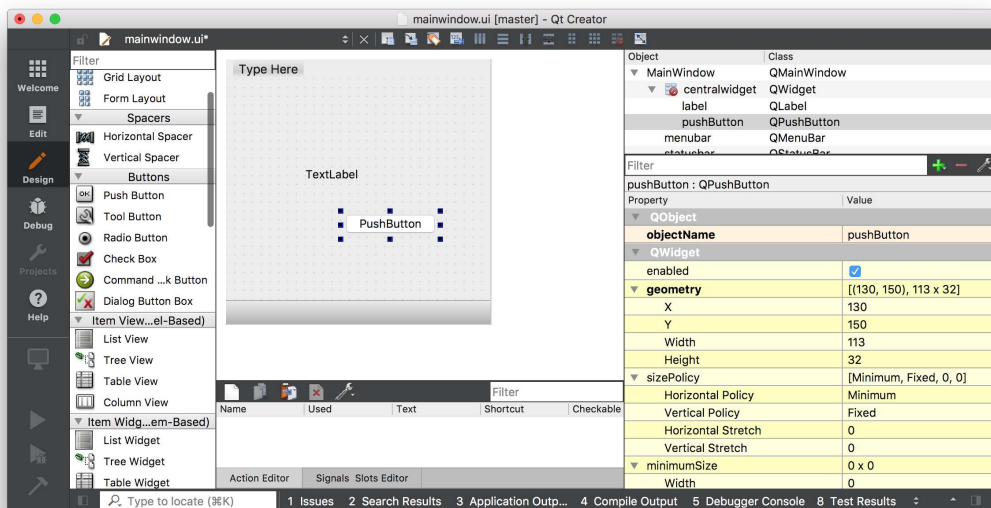 mainwindow.ui [master] - Qt Creator
mainwindow.ui*
Welcome
Edit
Design
Debug
Projects
Help
Filter
Grid Layout
Form Layout
Spacers
Horizontal Spacer
Vertical Spacer
Buttons
Push Button
Tool Button
Radio Button
Check Box
Command ...k Button
Dialog Button Box
Item View...el-Based)
List View
Tree View
Table View
Column View
Item Widg...em-Based)
List Widget
Tree Widget
Table Widget
Type Here
TextLabel
PushButton
Filter
Name Used Text Shortcut Checkable
Action Editor Signals Slots Editor
Object Class
MainWindow QMainWindow
centralwidget QWidget
label QLabel
pushButton QPushButton
menubar QMenuBar
statusbar QStatusBar
Filter
pushButton : QPushButton
Property Value
QObject
objectName pushButton
QWidget
enabled
geometry [(130, 150), 113 x 32]
X 130
Y 150
Width 113
Height 32
sizePolicy [Minimum, Fixed, 0, 0]
Horizontal Policy Minimum
Vertical Policy Fixed
Horizontal Stretch 0
Vertical Stretch 0
minimumSize 0 x 0
Width 0
Type to locate (⌘K) 1 Issues 2 Search Results 3 Application Outp... 4 Compile Output 5 Debugger Console 8 Test Results